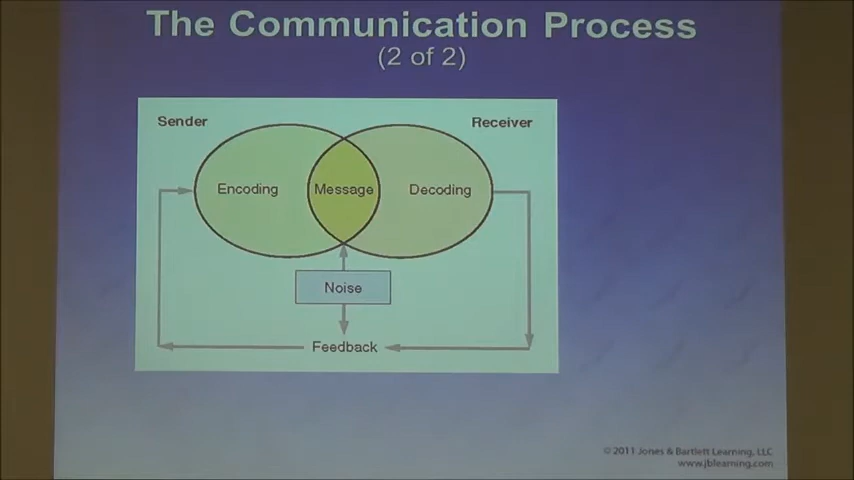 The Communication Process
(2 of 2)
Sender
Receiver
Encoding
Message
Decoding
Noise
Feedback
© 2011 Jones & Bartlett Learning, LLC
www.jblearning.com